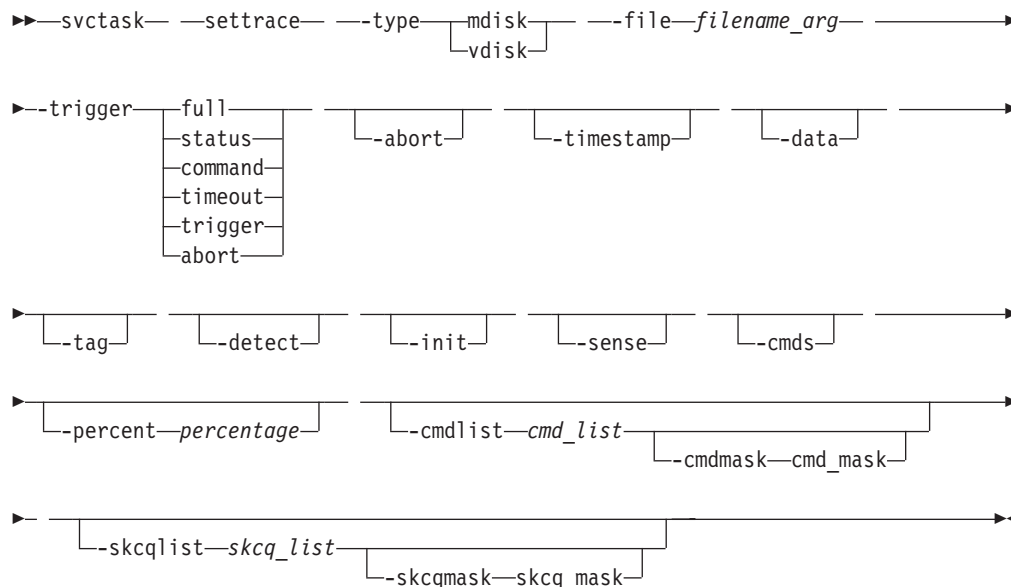 svctask settrace -type mdisk -file filename_arg
vdisk
-trigger full
status -abort -timestamp -data
command
timeout
trigger
abort
-tag -detect -init -sense -cmds
-percent percentage -cmdlist cmd_list
-cmdmask cmd_mask
-skcqlist skcq_list
-skcqmask skcq_mask